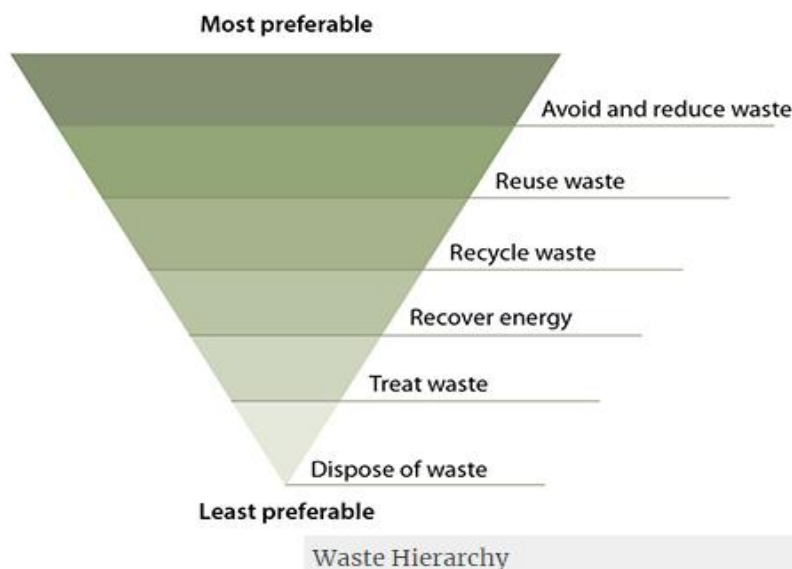 Most preferable
Avoid and reduce waste
Reuse waste
Recycle waste
Recover energy
Treat waste
Dispose of waste
Least preferable
Waste Hierarchy